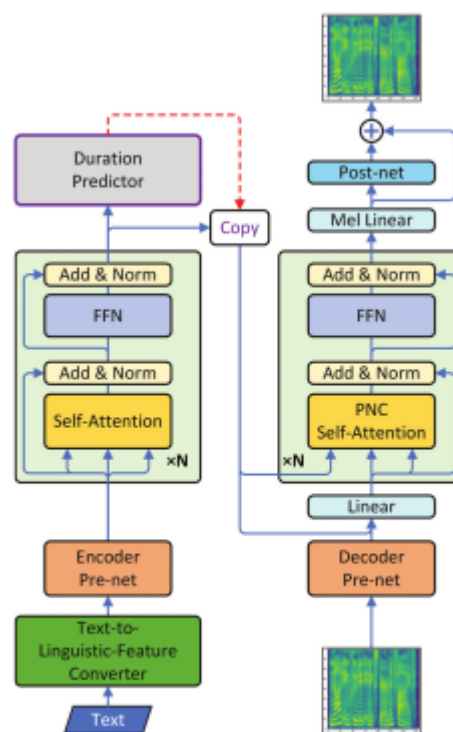 Duration
Predictor
Copy
Add & Norm
FFN
Add & Norm
Self-Attention
×N
Encoder
Pre-net
Text-to-
Linguistic-Feature
Converter
Text
Post-net
Mel Linear
Add & Norm
FFN
Add & Norm
PNC
Self-Attention
×N
Linear
Decoder
Pre-net